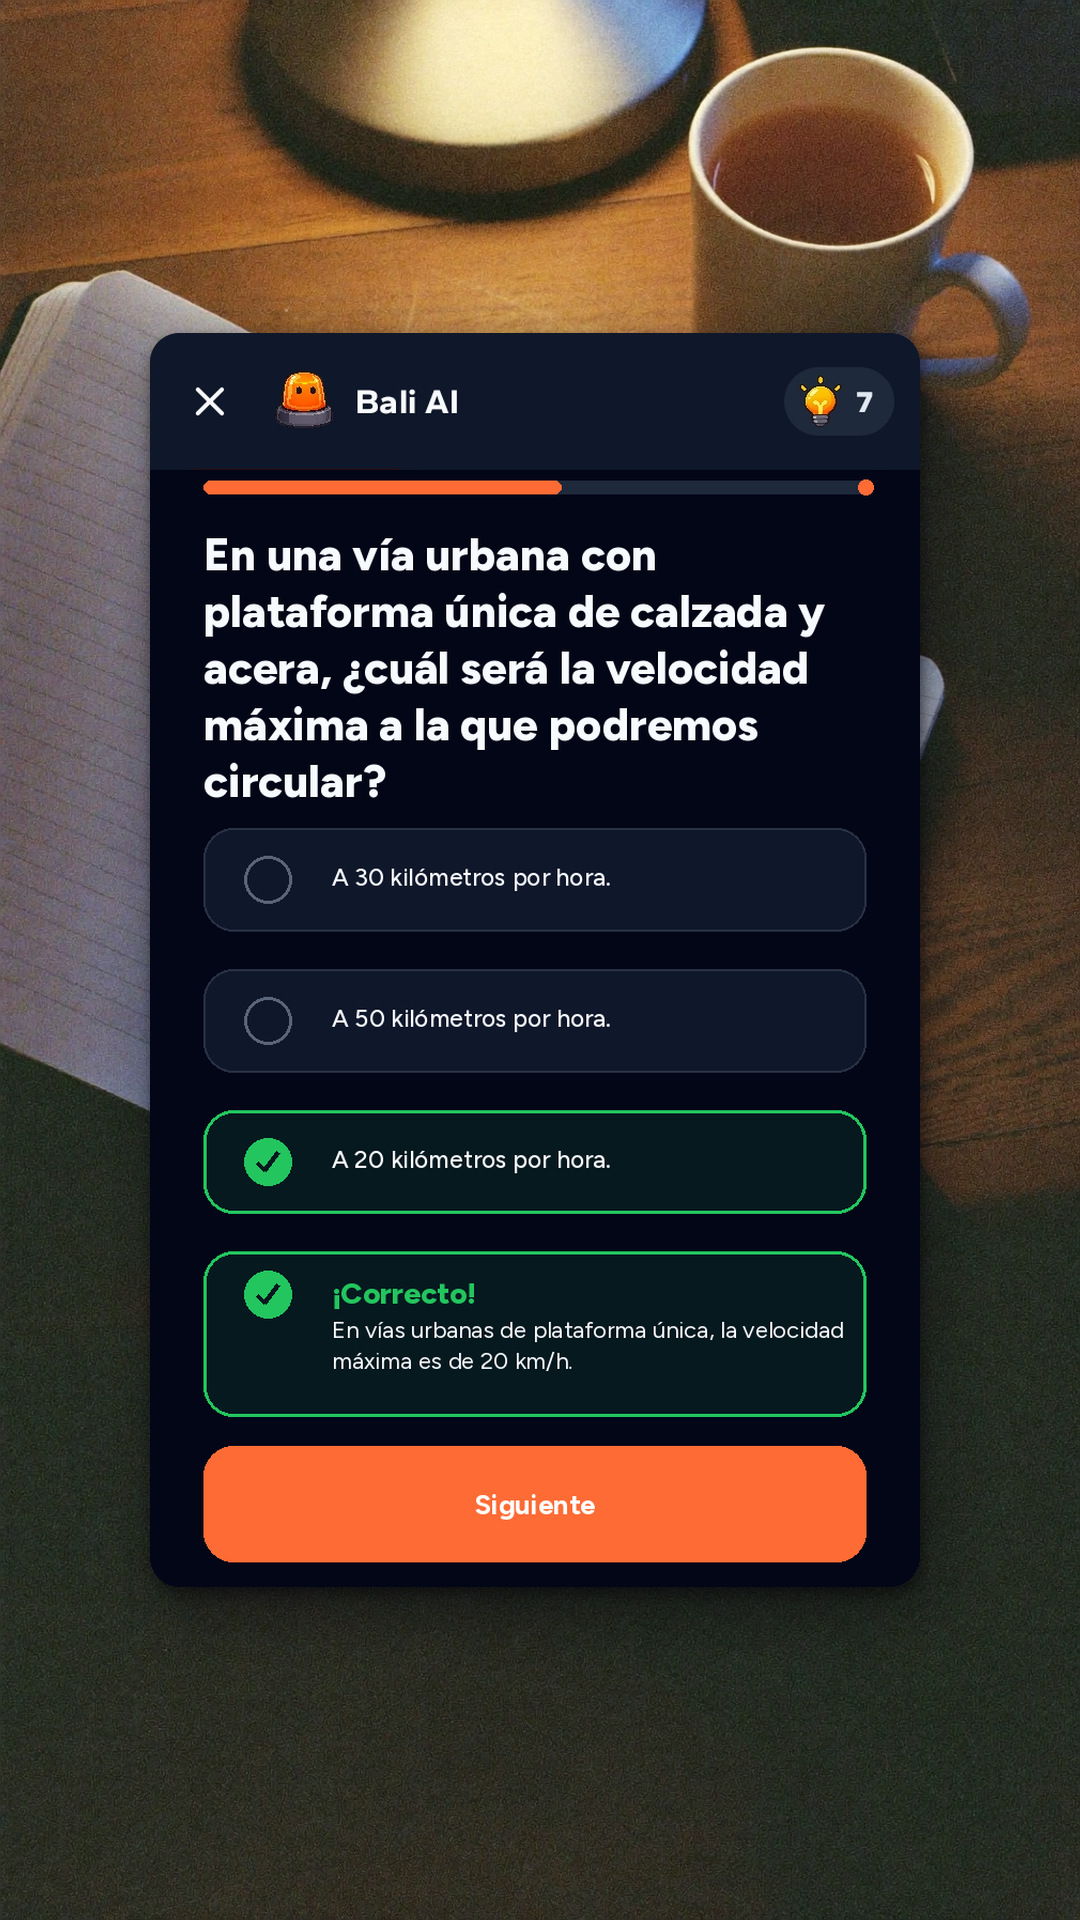 Bali AI
7
En una vía urbana con
plataforma única de calzada y
acera, ¿cuál será la velocidad
máxima a la que podremos
circular?
A 30 kilómetros por hora.
A 50 kilómetros por hora.
A 20 kilómetros por hora.
¡Correcto!
En vías urbanas de plataforma única, la velocidad
máxima es de 20 km/h.
Siguiente